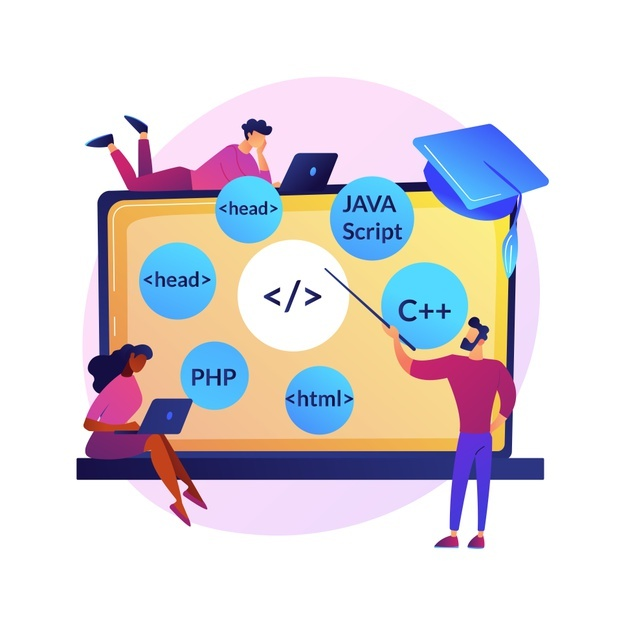 <head>
JAVA
Script
<head>
</>
C++
PHP
<html>